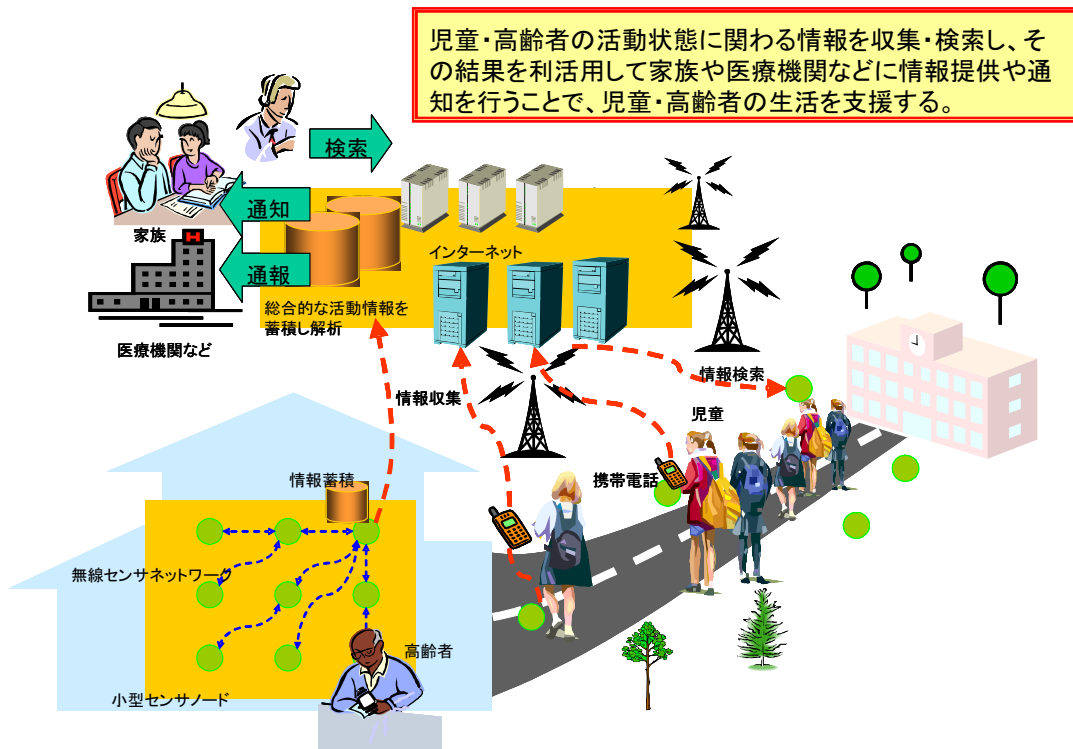 児童・高齢者の活動状態に関わる情報を収集・検索し、そ
の結果を利活用して家族や医療機関などに情報提供や通
知を行うことで、児童・高齢者の生活を支援する。
検索
通知
家族
インターネット
通報
H
総合的な活動情報を
蓄積し解析
医療機関など
情報検索
情報収集
児童
携帯電話
情報蓄積
無線センサネットワーク
高齢者
小型センサノード